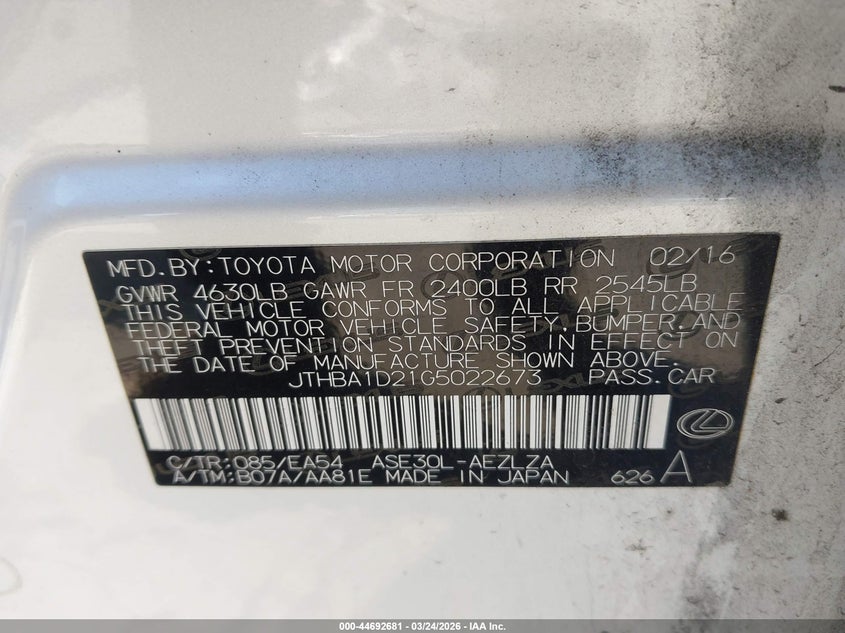 MFD.BY:TOYOTA MOTOR CORPORATION 02/16
GVWR 4630LB GAWR FR 2400LB RR 2545LB
THIS VEHICLE CONFORMS TO ALL APPLICABLE
FEDERAL MOTOR VEHICLE SAFETY,BUMPER,AND
THEFT PREVENTION STANDARDS IN EFFECT ON
THE DATE OF MANUFACTURE SHOWN ABOVE.
JTHBA1D21G5022673 PASS.CAR
C/TR:085/EA54 ASE30L-AEZLZA
A/TM:B07A/AA81E MADE IN JAPAN 626 A
000-44692681 - 03/24/2026 - IAA Inc.